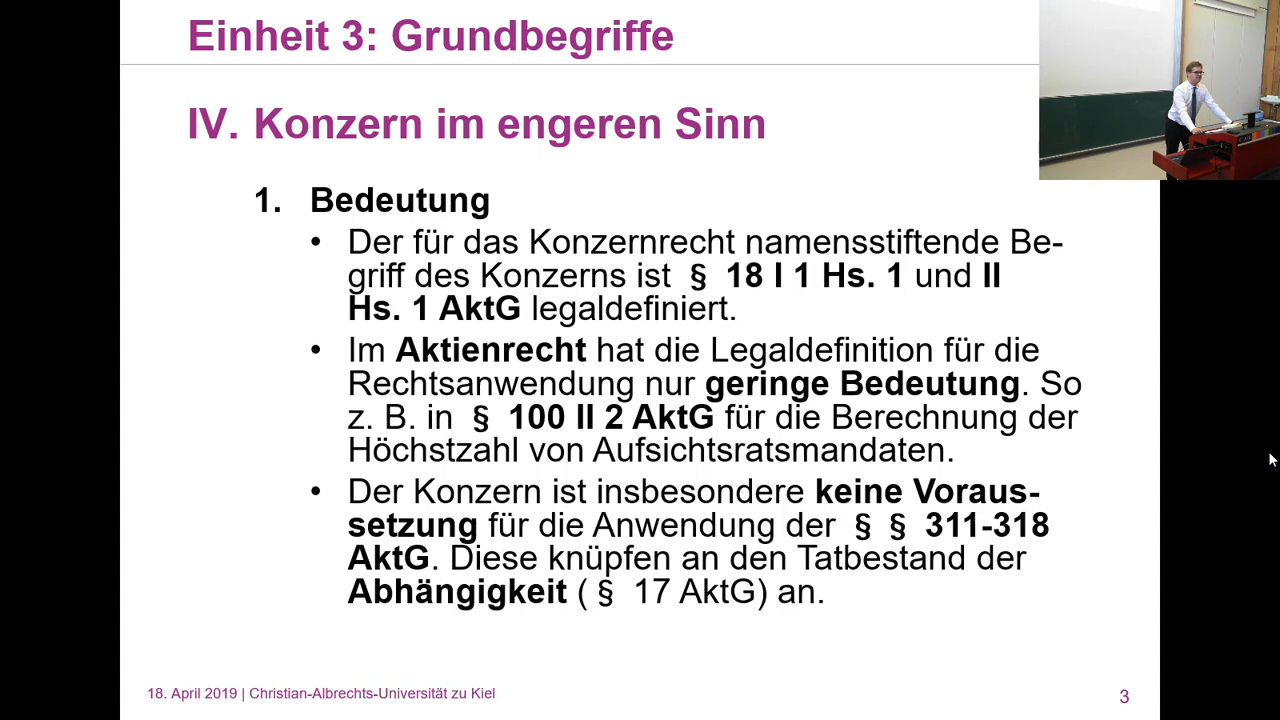 Einheit 3: Grundbegriffe
IV. Konzern im engeren Sinn
1. Bedeutung
• Der für das Konzernrecht namensstiftende Be-
griff des Konzerns ist § 18 I 1 Hs. 1 und II
Hs. 1 AktG legaldefiniert.
• Im Aktienrecht hat die Legaldefinition für die
Rechtsanwendung nur geringe Bedeutung. So
z. B. in § 100 II 2 AktG für die Berechnung der
Höchstzahl von Aufsichtsratsmandaten.
• Der Konzern ist insbesondere keine Voraus-
setzung für die Anwendung der § § 311-318
AktG. Diese knüpfen an den Tatbestand der
Abhängigkeit ( § 17 AktG) an.
18. April 2019 | Christian-Albrechts-Universität zu Kiel
3